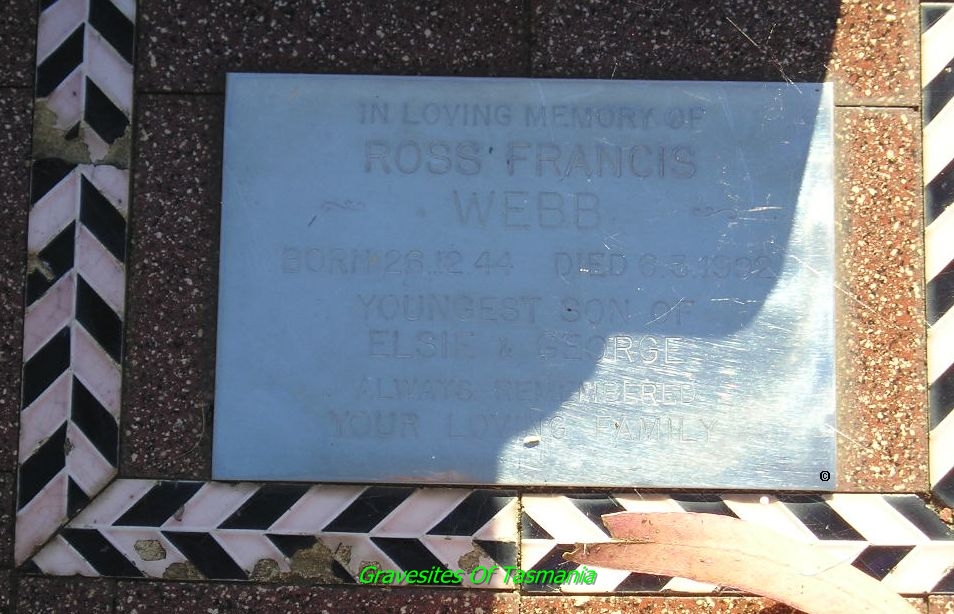 IN LOVING MEMORY OF
ROSS FRANCIS
WEBB
BORN 26.12.44 DIED 6.3.1992
YOUNGEST SON OF
ELSIE & GEORGE
ALWAYS REMEMBERED
YOUR LOVING FAMILY
©
Gravesites Of Tasmania